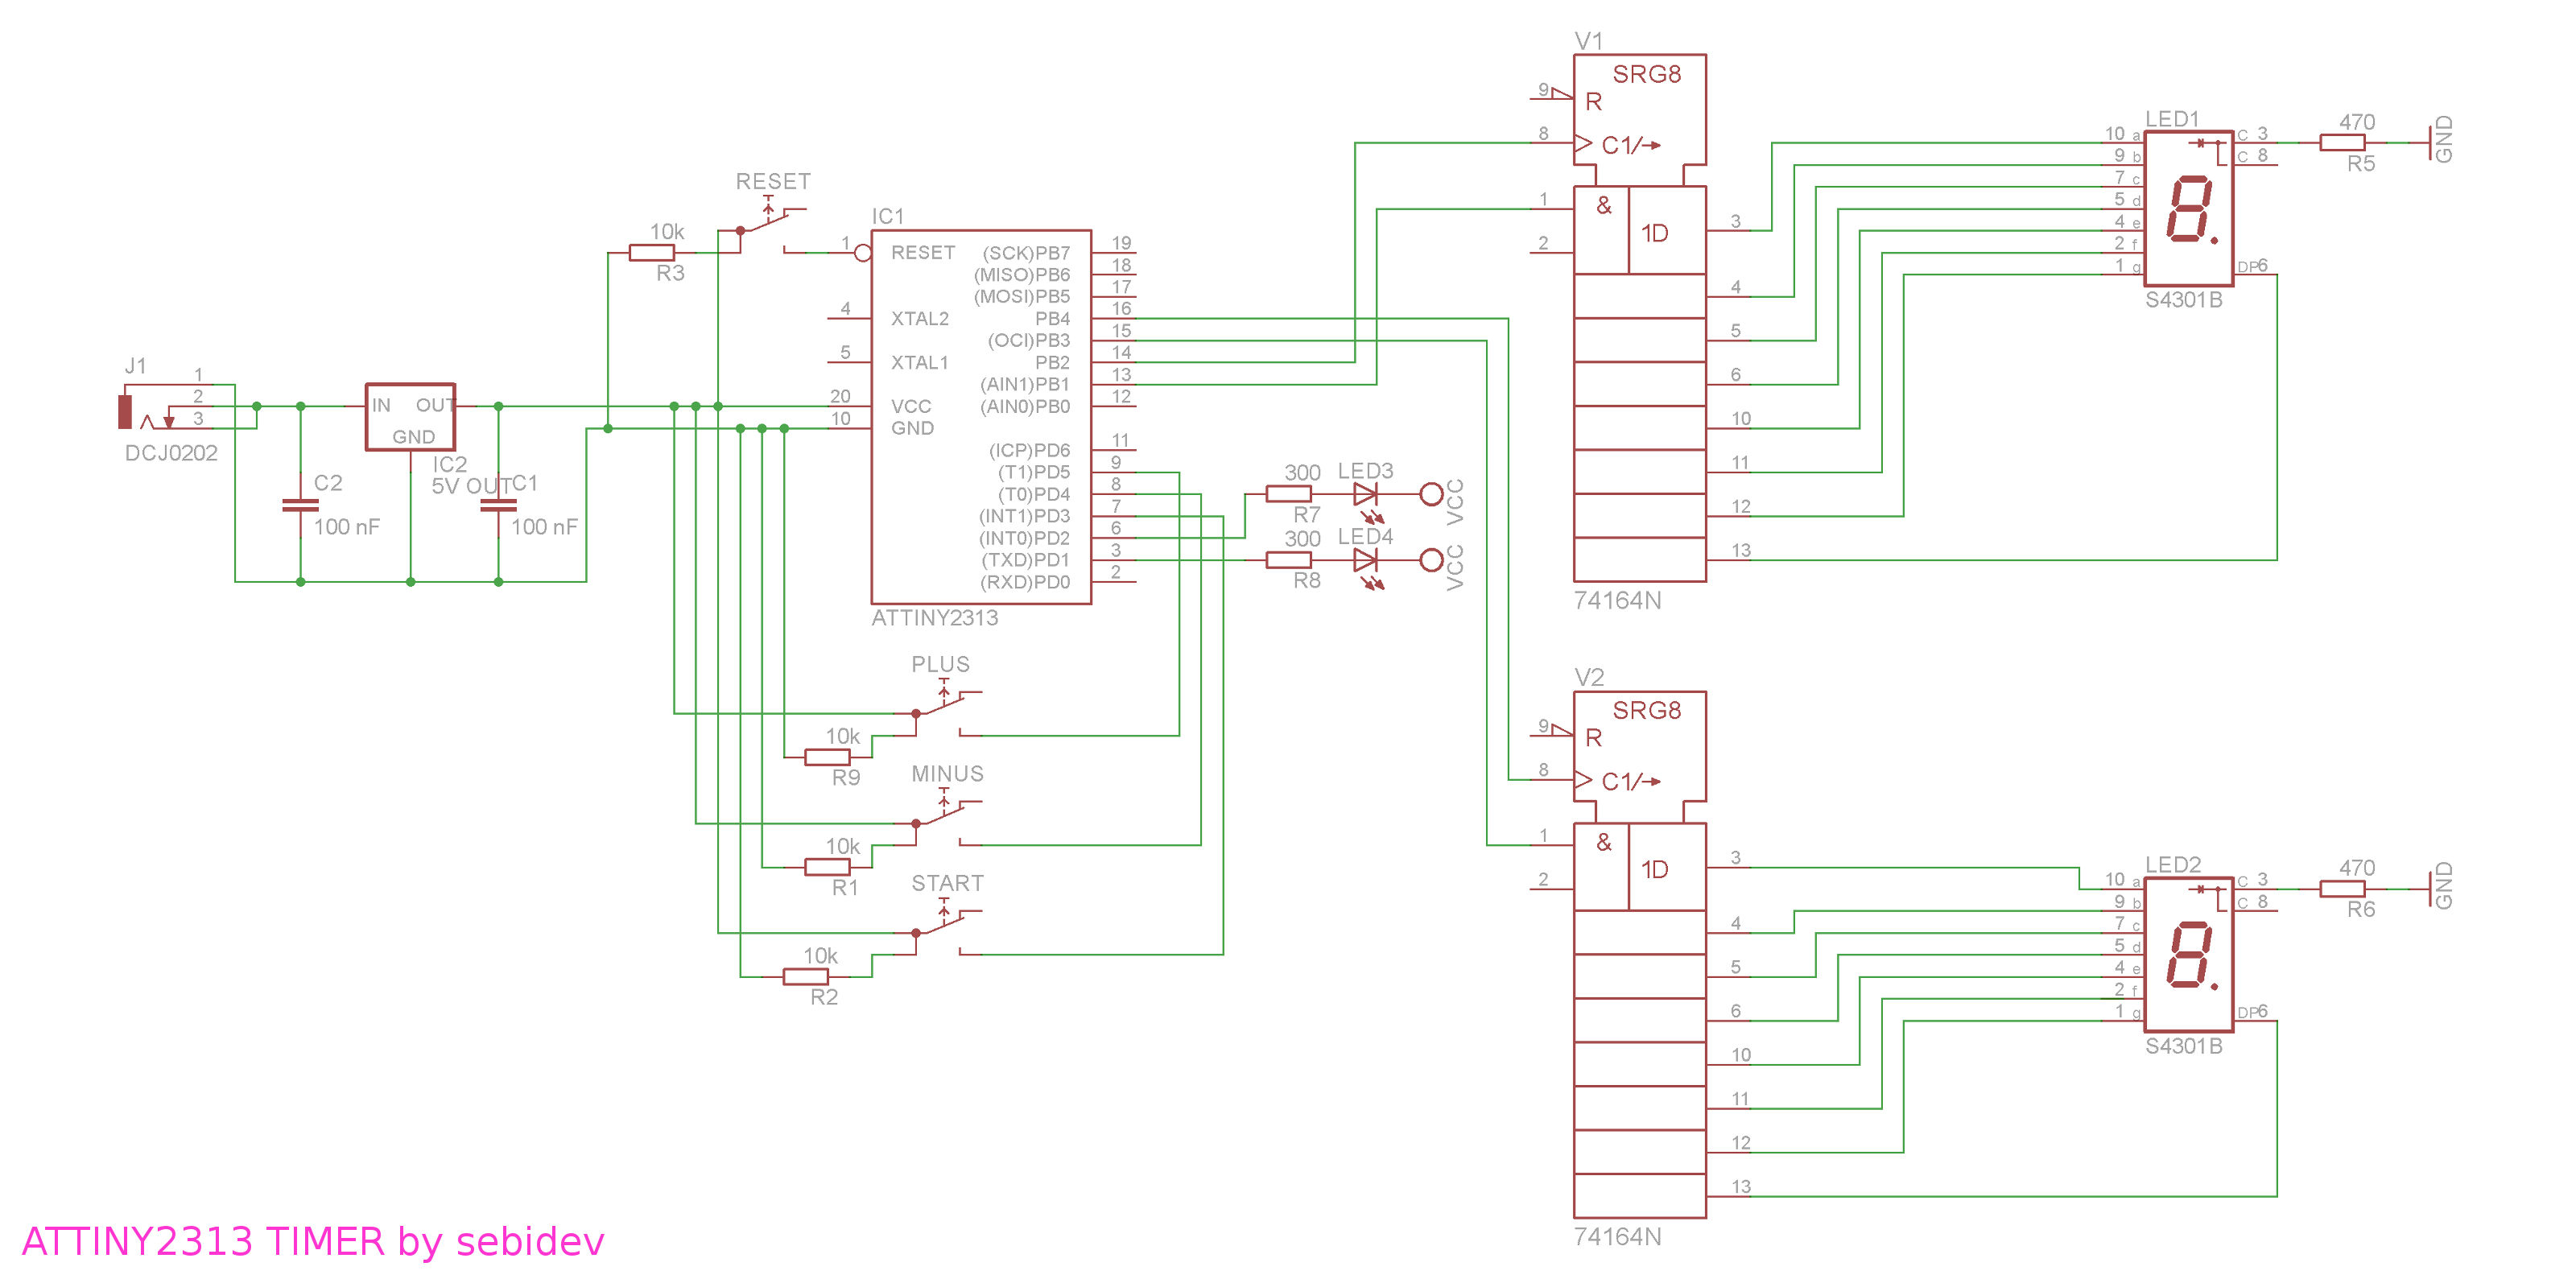 V1
SRG8
9
R
8
C1/
1
&
1D
2
3
4
5
6
10
11
12
13
74164N
LED1
10 a
9 b
7 c
5 d
4 e
2 f
1 g
C 3
C 8
DP6
S4301B
470
R5
GND
RESET
10k
R3
IC1
1
RESET
4
XTAL2
5
XTAL1
20
VCC
10
GND
(SCK)PB7 19
(MISO)PB6 18
(MOSI)PB5 17
PB4 16
(OCI)PB3 15
PB2 14
(AIN1)PB1 13
(AIN0)PB0 12
(ICP)PD6 11
(T1)PD5 9
(T0)PD4 8
(INT1)PD3 7
(INT0)PD2 6
(TXD)PD1 3
(RXD)PD0 2
ATTINY2313
J1
1
2
3
DCJ0202
IN OUT
GND
IC2
5V OUT
C2
100 nF
C1
100 nF
300
R7
LED3
VCC
300
R8
LED4
VCC
PLUS
10k
R9
MINUS
10k
R1
START
10k
R2
V2
SRG8
9
R
8
C1/
1
&
1D
2
3
4
5
6
10
11
12
13
74164N
LED2
10 a
9 b
7 c
5 d
4 e
2 f
1 g
C 3
C 8
DP6
S4301B
470
R6
GND
ATTINY2313 TIMER by sebidev